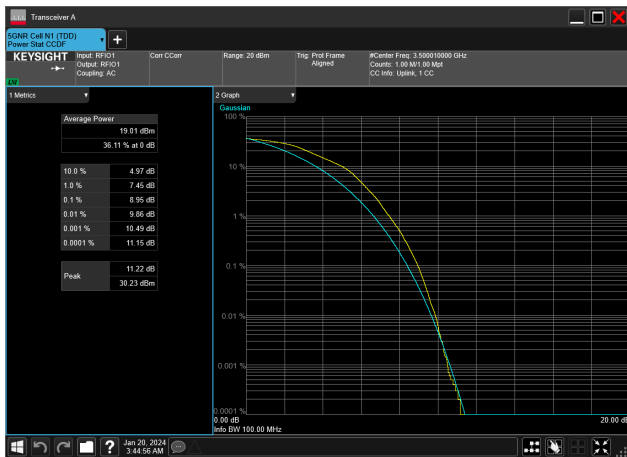 Transceiver A
5GNR Cell N1 (TDD)
Power Stat CCDF
KEYSIGHT
Input: RFIO1
Output: RFIO1
Coupling: AC
Corr CCorr
Range: 20 dBm
Trig: Prot Frame
Aligned
#Center Freq: 3.500010000 GHz
Counts: 1.00 M/1.00 Mpt
CC Info: Uplink, 1 CC
1 Metrics
Average Power
19.01 dBm
36.11 % at 0 dB
10.0 % 4.97 dB
1.0 % 7.45 dB
0.1 % 8.95 dB
0.01 % 9.86 dB
0.001 % 10.49 dB
0.0001 % 11.15 dB
Peak
11.22 dB
30.23 dBm
2 Graph
Gaussian
100 %
10 %
1 %
0.1 %
0.01 %
0.001 %
0.0001 %
0.00 dB
20.00 dB
Info BW 100.00 MHz
?
Jan 20, 2024
3:44:56 AM